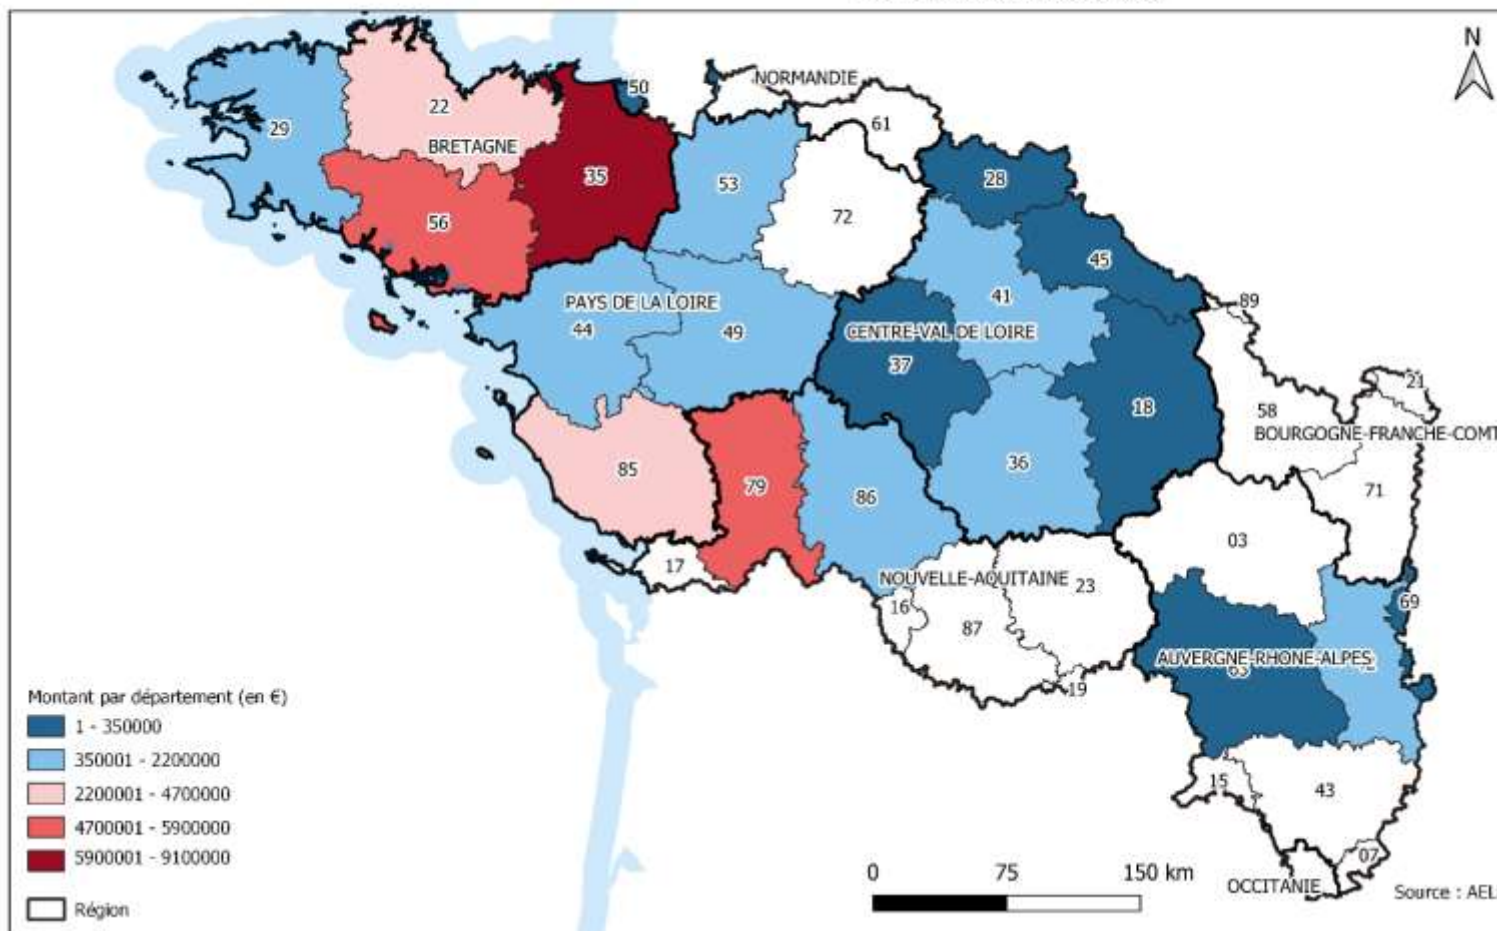 N
NORMANDIE
50
61
22
29
BRETAGNE
35
53
28
72
56
45
41
89
PAYS DE LA LOIRE
44
49
CENTRE-VAL DE LOIRE
37
21
18
58
BOURGOGNE-FRANCHE-COMT
85
79
86
36
71
03
17
NOUVELLE-AQUITAINE
23
16
87
69
AUVERGNE-RHONE-ALPES
63
19
15
43
07
OCCITANIE
Montant par département (en €)
1 - 350000
350001 - 2200000
2200001 - 4700000
4700001 - 5900000
5900001 - 9100000
Région
0 75 150 km
Source : AEL